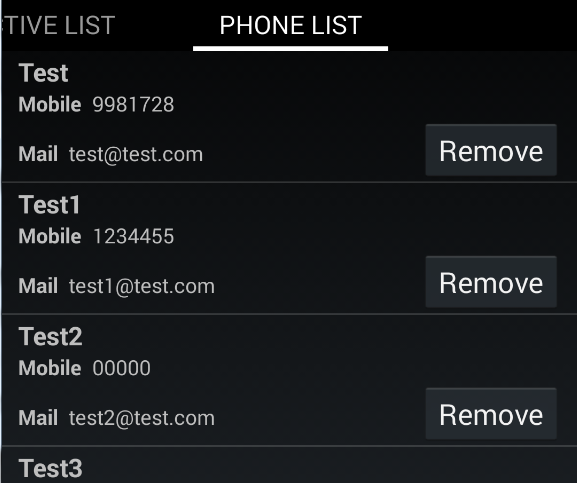 TIVE LIST PHONE LIST
Test
Mobile 9981728
Mail test@test.com Remove
Test1
Mobile 1234455
Mail test1@test.com Remove
Test2
Mobile 00000
Mail test2@test.com Remove
Test3